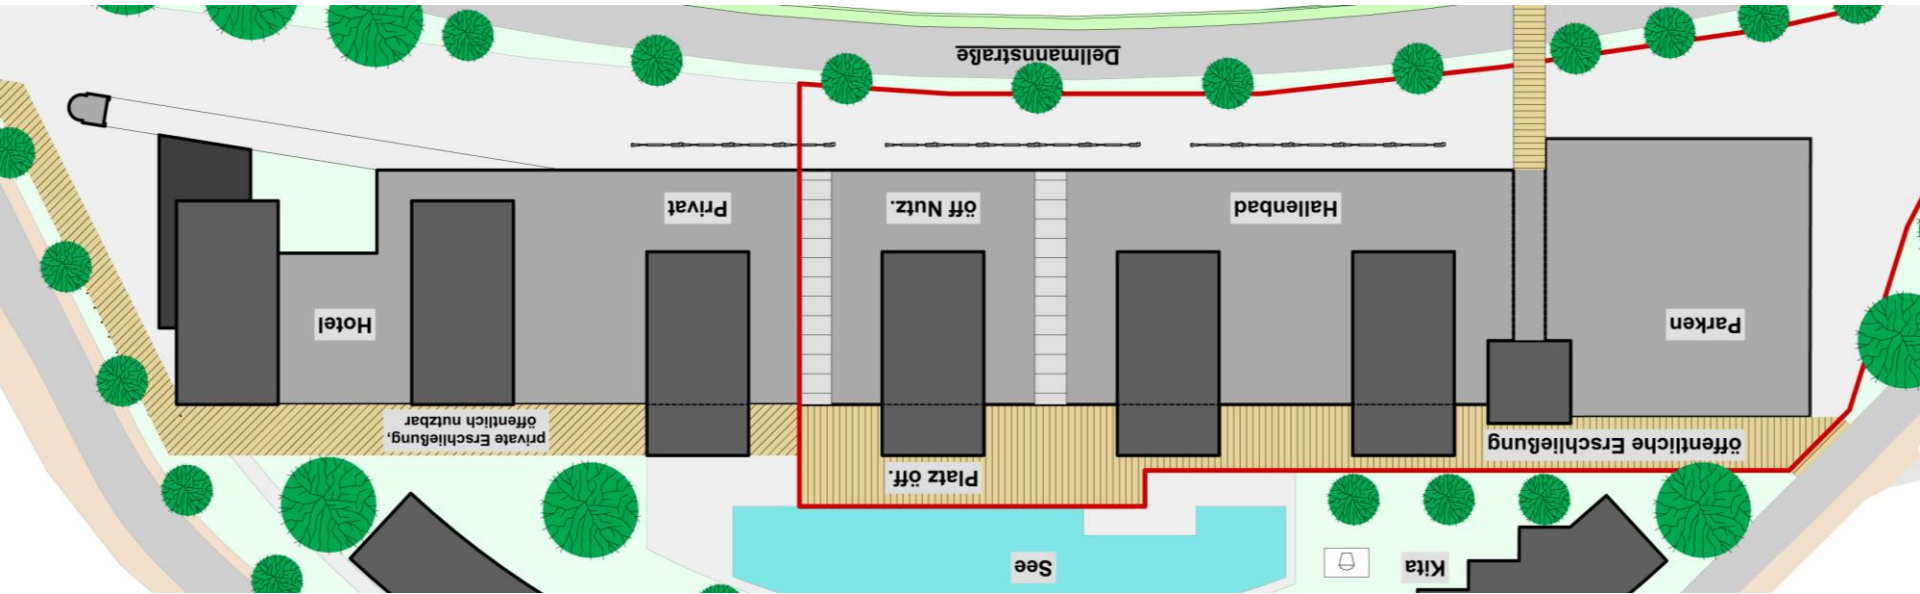 Kita
See
Platz öff.
öffentliche Erschließung
private Erschließung,
öffentlich nutzbar
Parken
Hotel
Hallenbad
öff Nutz.
Privat
Dellmannstraße